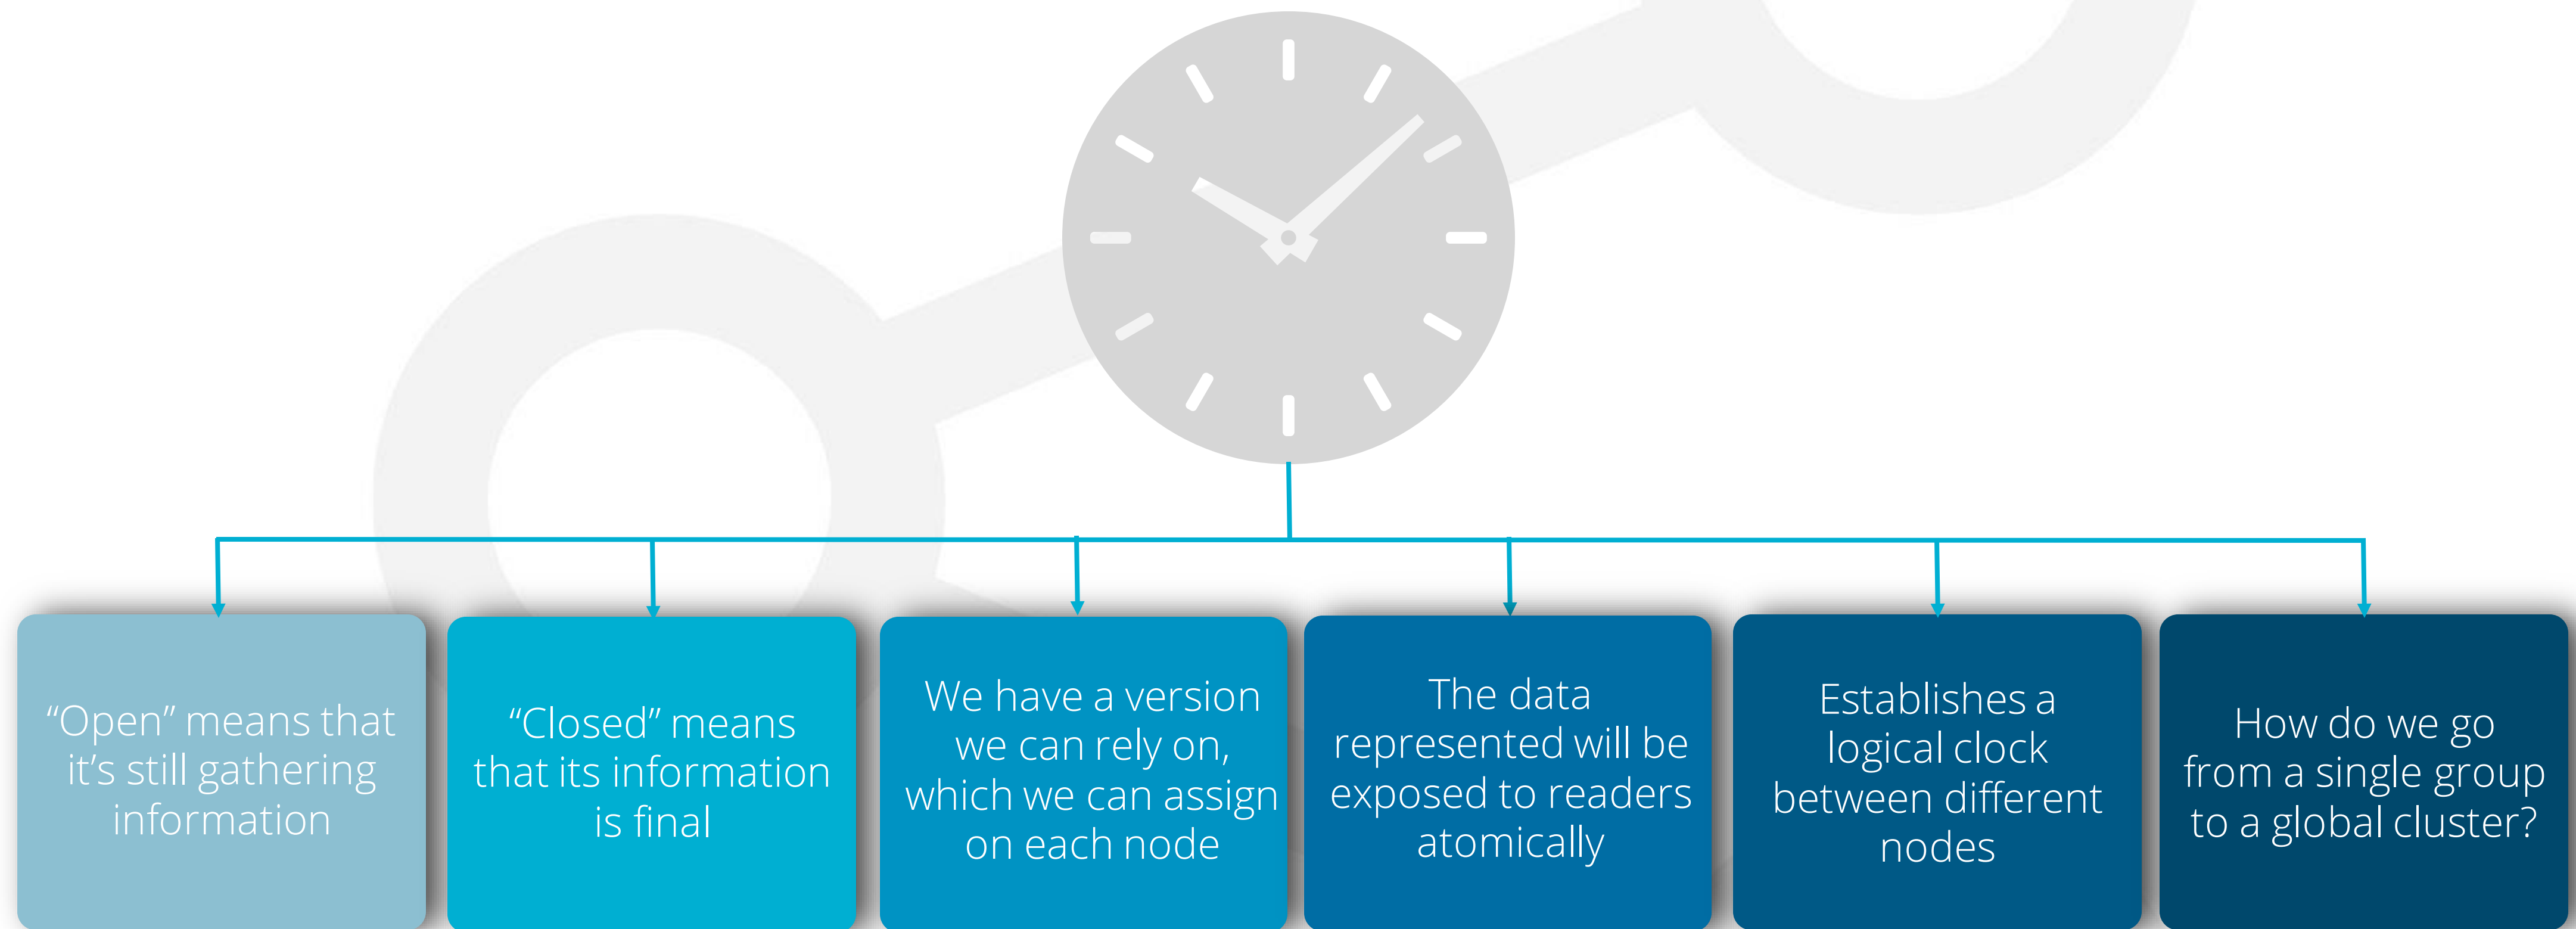 “Open” means that
it’s still gathering
information
“Closed” means
that its information
is final
We have a version
we can rely on,
which we can assign
on each node
The data
represented will be
exposed to readers
atomically
Establishes a
logical clock
between different
nodes
How do we go
from a single group
to a global cluster?